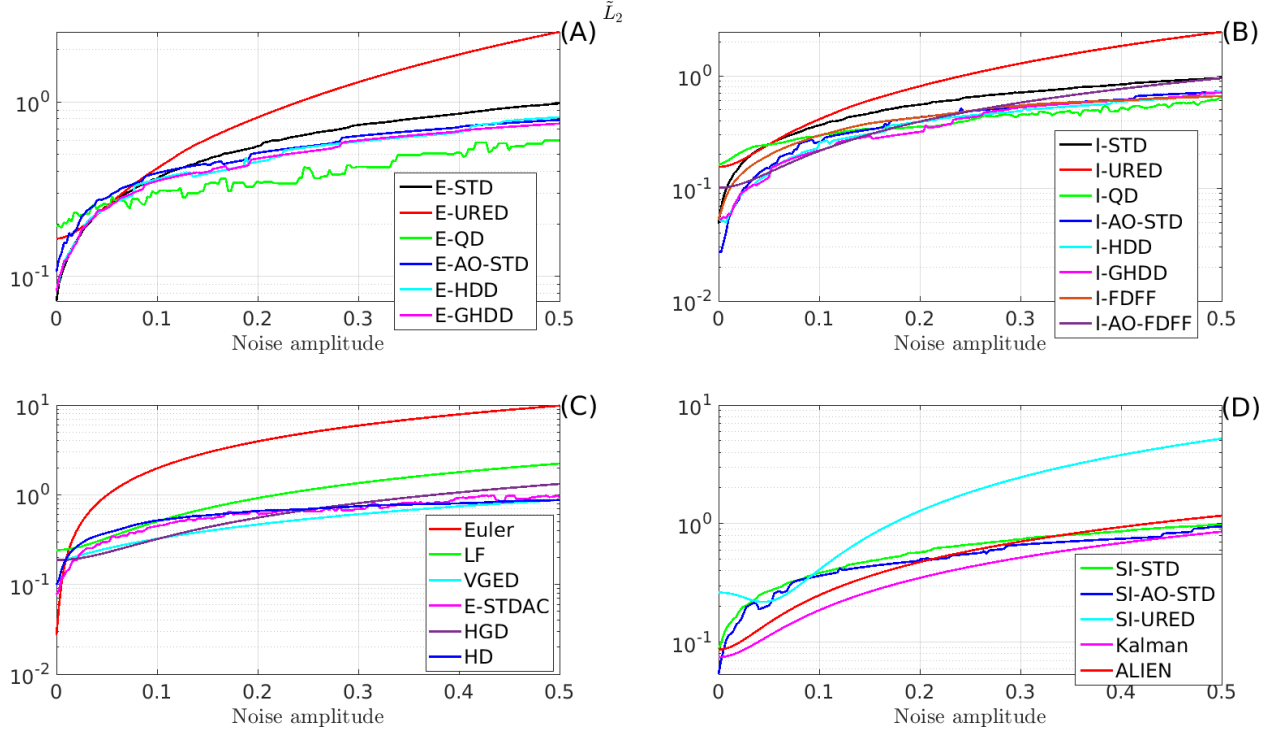 L̃₂
(A)
10⁰
10⁻¹
0 0.1 0.2 0.3 0.4 0.5
Noise amplitude
E-STD
E-URED
E-QD
E-AO-STD
E-HDD
E-GHDD
(B)
10⁰
10⁻¹
10⁻²
0 0.1 0.2 0.3 0.4 0.5
Noise amplitude
I-STD
I-URED
I-QD
I-AO-STD
I-HDD
I-GHDD
I-FDFF
I-AO-FDFF
(C)
10¹
10⁰
10⁻¹
10⁻²
0 0.1 0.2 0.3 0.4 0.5
Noise amplitude
Euler
LF
VGED
E-STDAC
HGD
HD
(D)
10¹
10⁰
10⁻¹
0 0.1 0.2 0.3 0.4 0.5
Noise amplitude
SI-STD
SI-AO-STD
SI-URED
Kalman
ALIEN